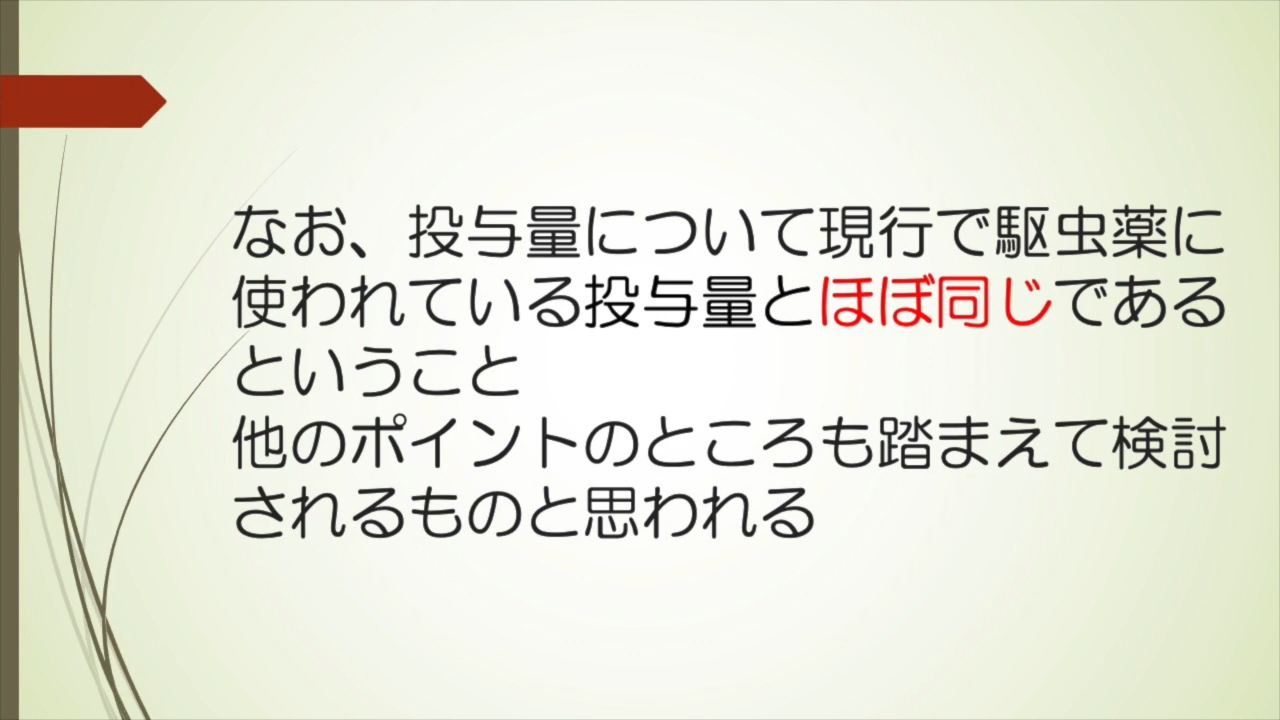 なお、投与量について現行で駆虫薬に
使われている投与量とほぼ同じである
ということ
他のポイントのところも踏まえて検討
されるものと思われる